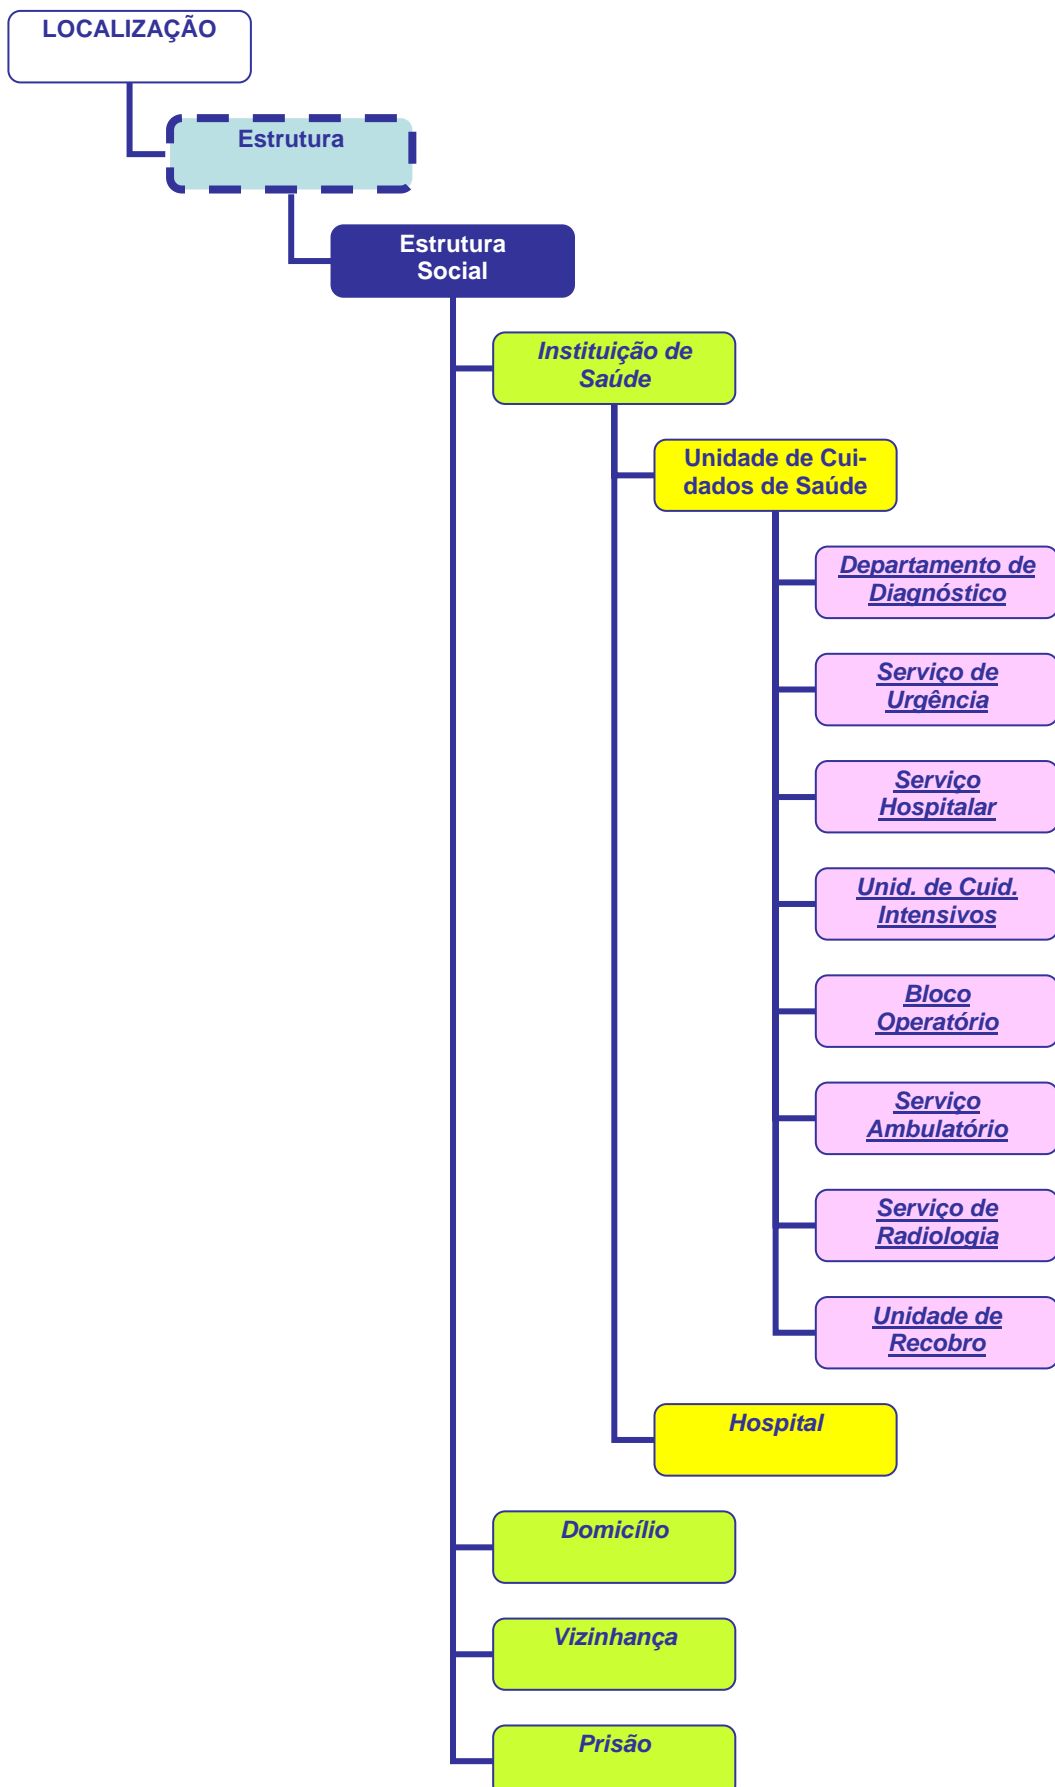 LOCALIZAÇÃO
Estrutura
Estrutura
Social
Instituição de
Saúde
Unidade de Cui-
dados de Saúde
Departamento de
Diagnóstico
Serviço de
Urgência
Serviço
Hospitalar
Unid. de Cuid.
Intensivos
Bloco
Operatório
Serviço
Ambulatório
Serviço de
Radiologia
Unidade de
Recobro
Hospital
Domicílio
Vizinhança
Prisão